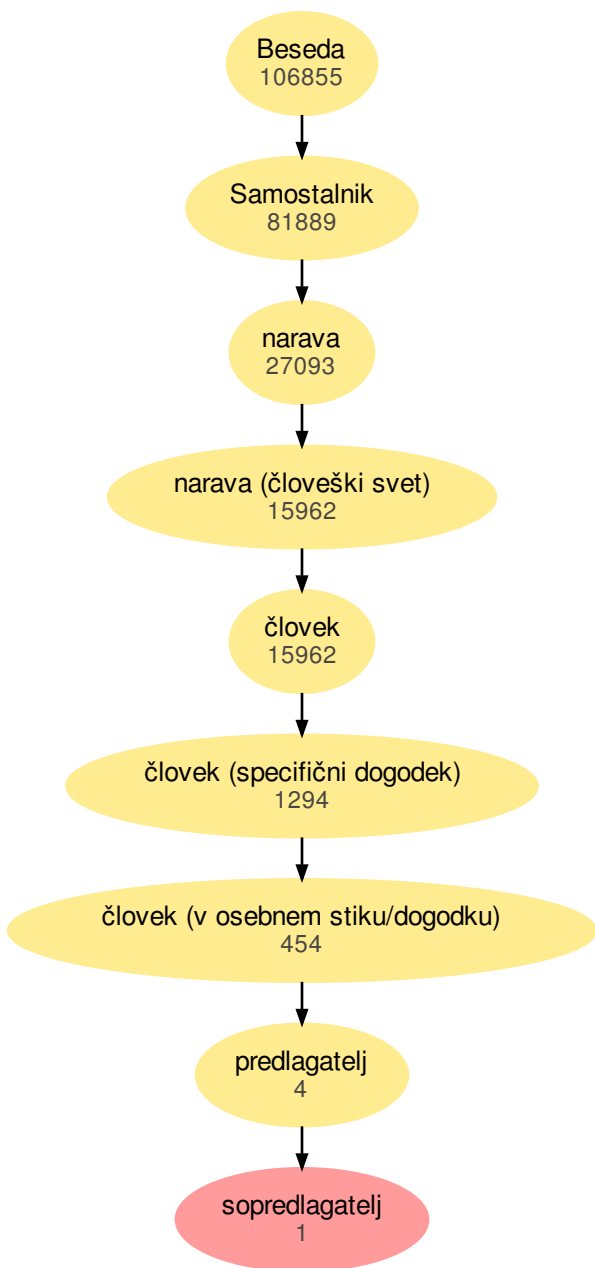 Beseda
106855
Samostalnik
81889
narava
27093
narava (človeški svet)
15962
človek
15962
človek (specifični dogodek)
1294
človek (v osebnem stiku/dogodku)
454
predlagatelj
4
sopredlagatelj
1